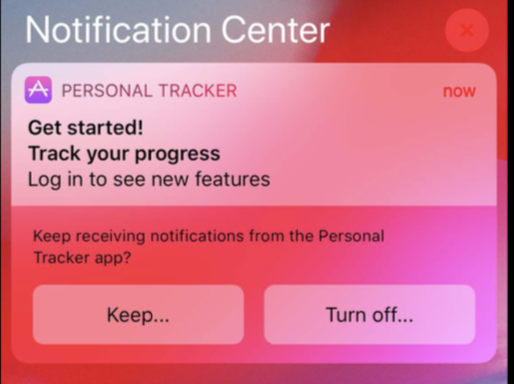 Notification Center
PERSONAL TRACKER now
Get started!
Track your progress
Log in to see new features
Keep receiving notifications from the Personal
Tracker app?
Keep... Turn off...